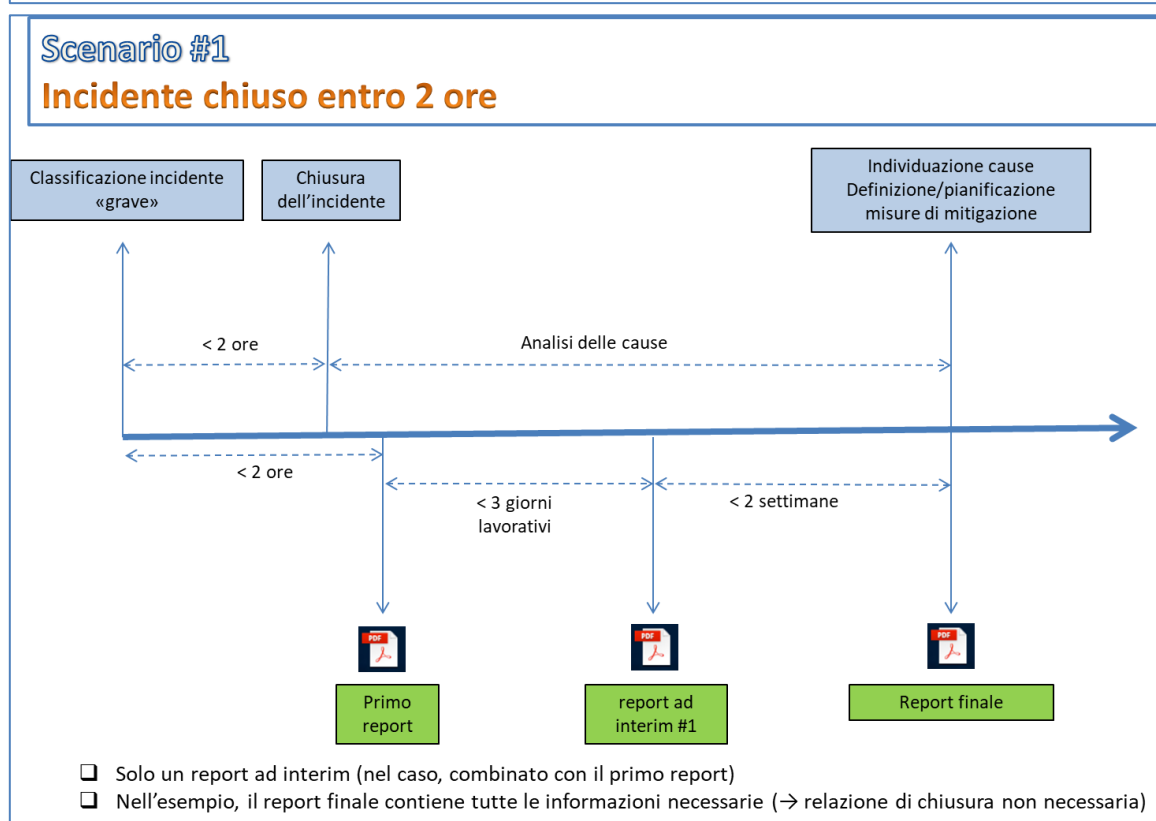 Scenario #1
Incidente chiuso entro 2 ore
Classificazione incidente
«grave»
Chiusura
dell'incidente
Individuazione cause
Definizione/pianificazione
misure di mitigazione
< 2 ore
Analisi delle cause
< 2 ore
< 3 giorni
lavorativi
< 2 settimane
PDF
PDF
PDF
Primo
report
report ad
interim #1
Report finale
❑ Solo un report ad interim (nel caso, combinato con il primo report)
❑ Nell'esempio, il report finale contiene tutte le informazioni necessarie (→ relazione di chiusura non necessaria)